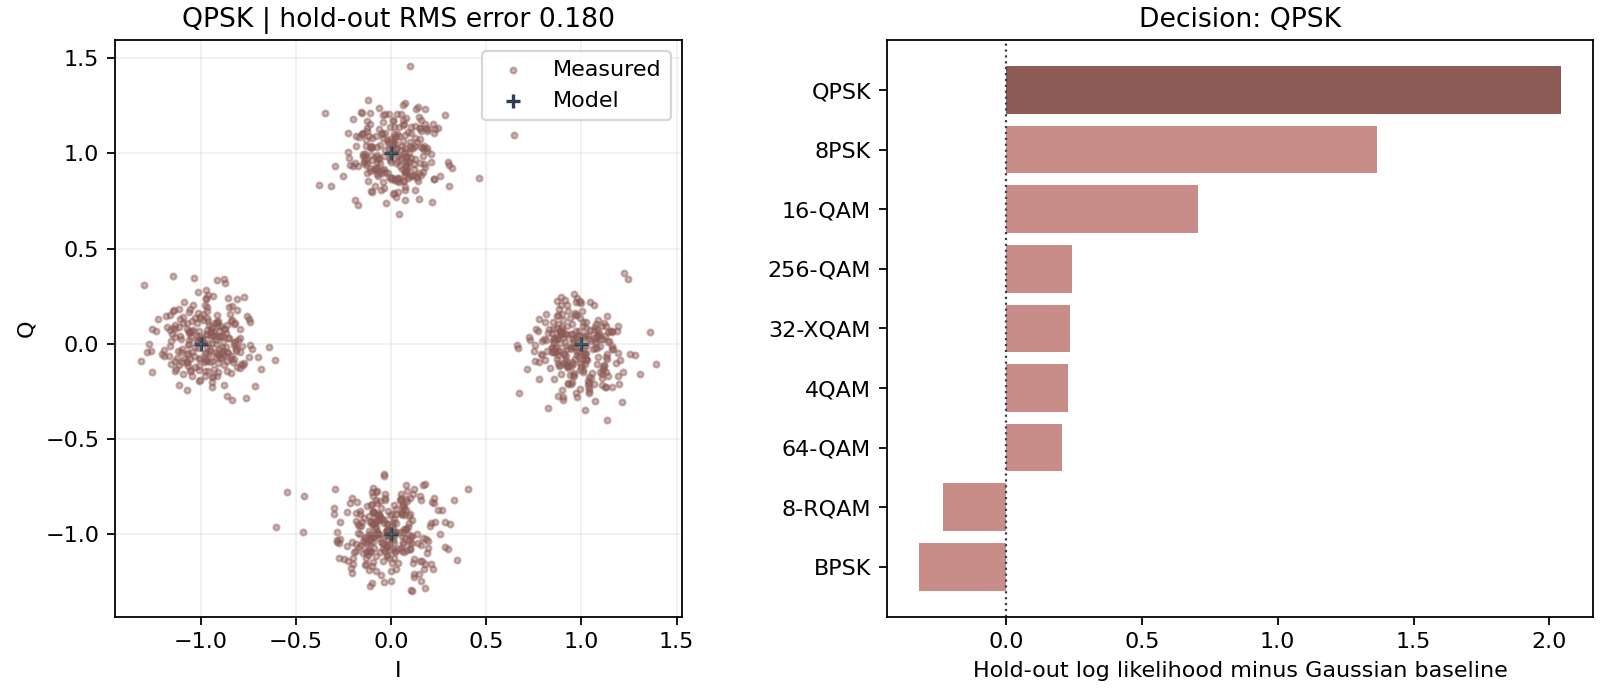 QPSK | hold-out RMS error 0.180
Measured
Model
1.5
1.0
0.5
0.0
−0.5
−1.0
Q
−1.0
−0.5
0.0
0.5
1.0
1.5
I
Decision: QPSK
QPSK
8PSK
16-QAM
256-QAM
32-XQAM
4QAM
64-QAM
8-RQAM
BPSK
0.0
0.5
1.0
1.5
2.0
Hold-out log likelihood minus Gaussian baseline